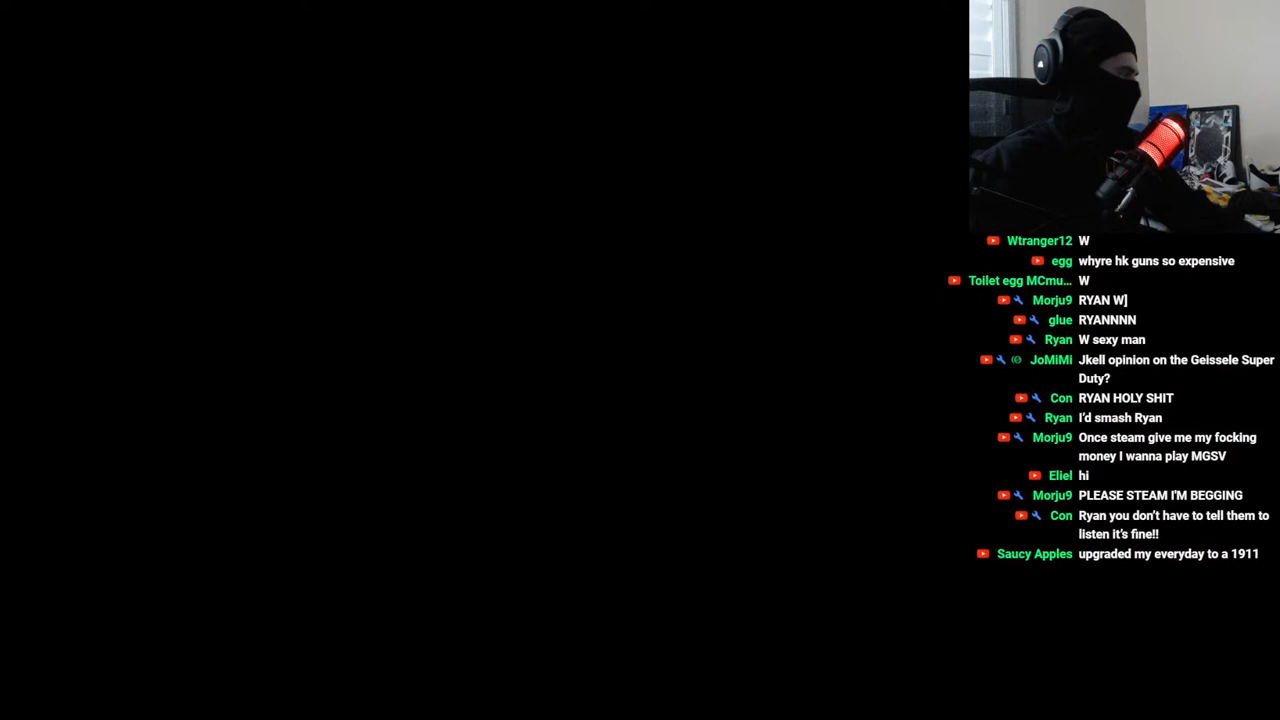 Wtranger12 W
egg whyre hk guns so expensive
Toilet egg MCmu... W
Morju9 RYAN W]
glue RYANNNN
Ryan W sexy man
JoMiMi Jkell opinion on the Geissele Super
Duty?
Con RYAN HOLY SHIT
Ryan I'd smash Ryan
Morju9 Once steam give me my focking
money I wanna play MGSV
Eliel hi
Morju9 PLEASE STEAM I'M BEGGING
Con Ryan you don't have to tell them to
listen it's fine!!
Saucy Apples upgraded my everyday to a 1911